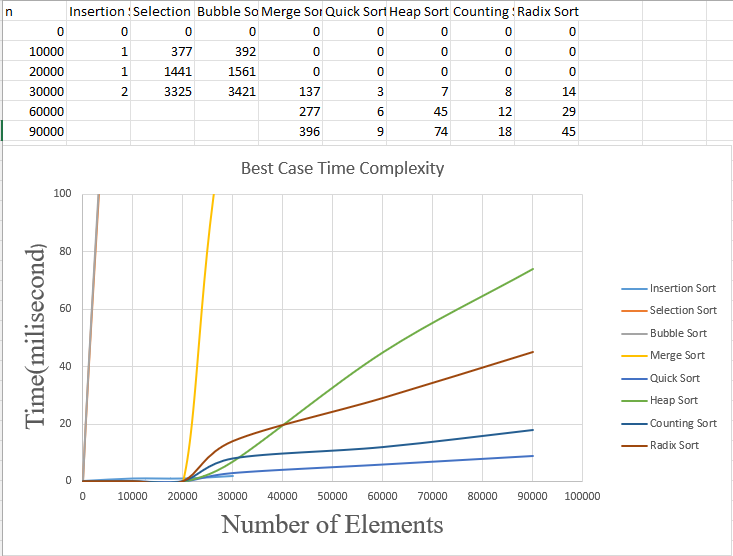 n Insertion S Selection Bubble So Merge Sor Quick Sort Heap Sort Counting S Radix Sort
0 0 0 0 0 0 0 0 0
10000 1 377 392 0 0 0 0 0
20000 1 1441 1561 0 0 0 0 0
30000 2 3325 3421 137 3 7 8 14
60000 277 6 45 12 29
90000 396 9 74 18 45
Best Case Time Complexity
Time(milisecond)
100
80
60
40
20
0
0 10000 20000 30000 40000 50000 60000 70000 80000 90000 100000
Number of Elements
Insertion Sort
Selection Sort
Bubble Sort
Merge Sort
Quick Sort
Heap Sort
Counting Sort
Radix Sort